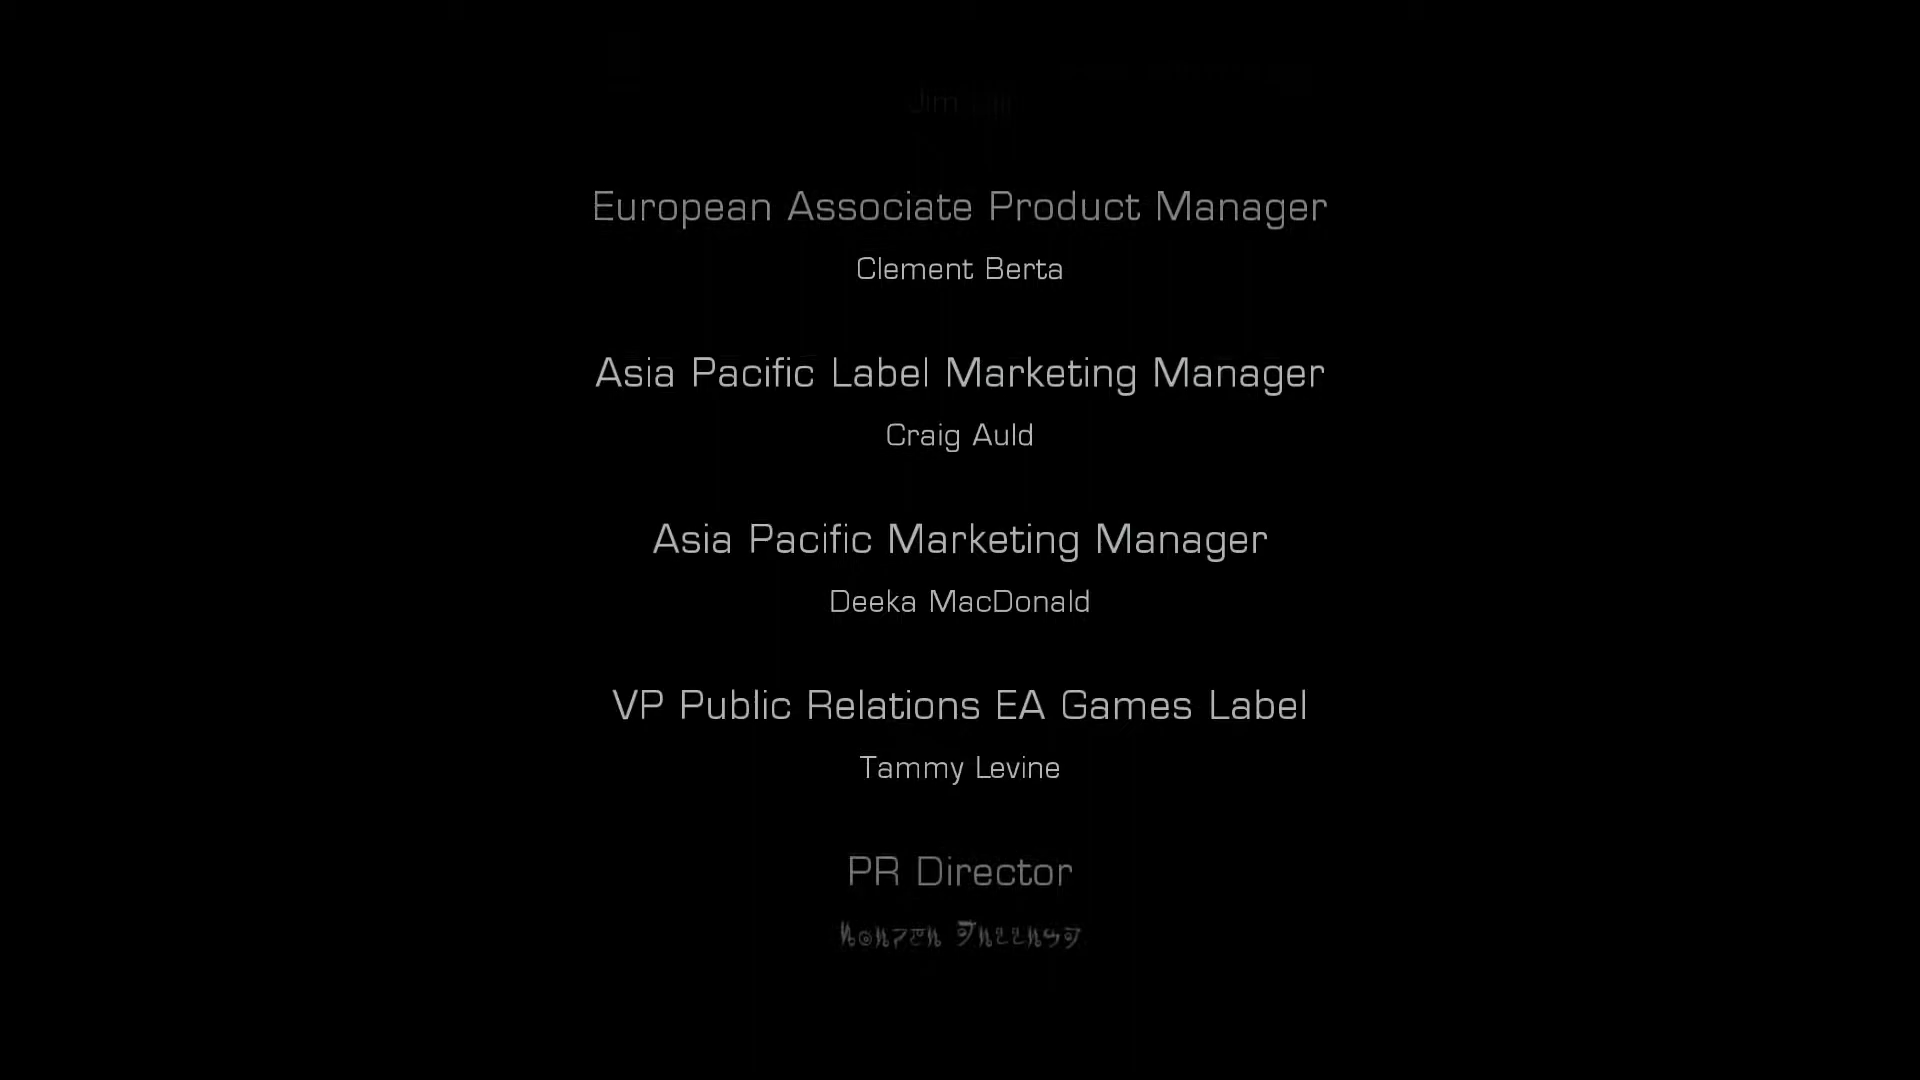 Jim
European Associate Product Manager
Clement Berta
Asia Pacific Label Marketing Manager
Craig Auld
Asia Pacific Marketing Manager
Deeka MacDonald
VP Public Relations EA Games Label
Tammy Levine
PR Director